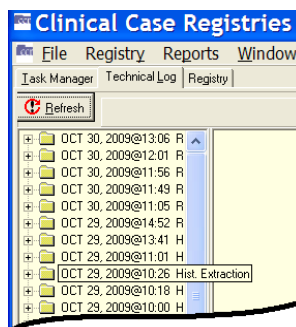 Clinical Case Registries
File Registry Reports Window
Task Manager Technical Log Registry
Refresh
OCT 30, 2009@13:06 R
OCT 30, 2009@12:01 R
OCT 30, 2009@11:56 R
OCT 30, 2009@11:49 R
OCT 30, 2009@11:05 R
OCT 29, 2009@14:52 R
OCT 29, 2009@13:41 H
OCT 29, 2009@11:01 H
OCT 29, 2009@10:26 Hist. Extraction
OCT 29, 2009@10:18 H
OCT 29, 2009@10:00 H